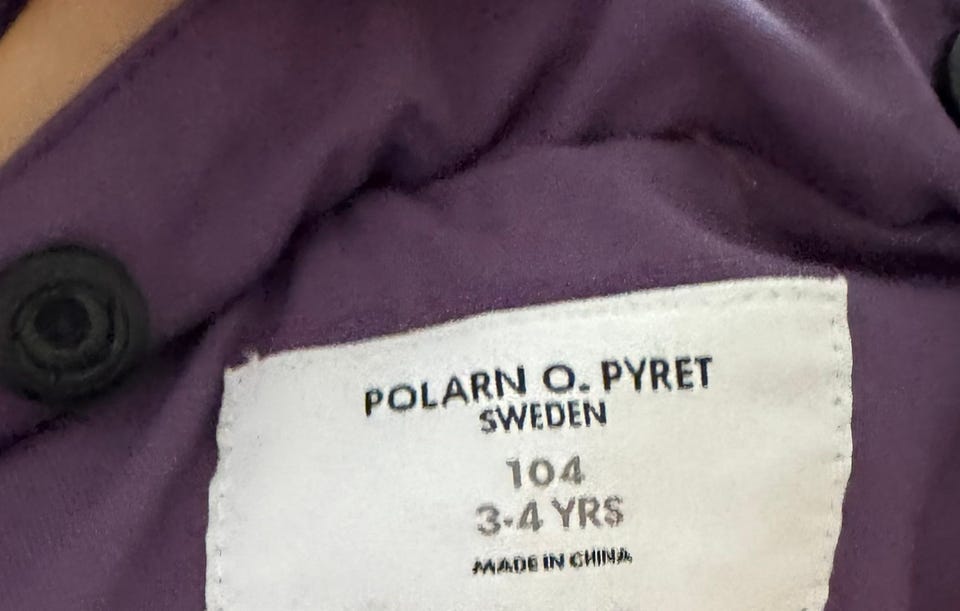 POLARN O. PYRET
SWEDEN
104
3-4 YRS
MADE IN CHINA